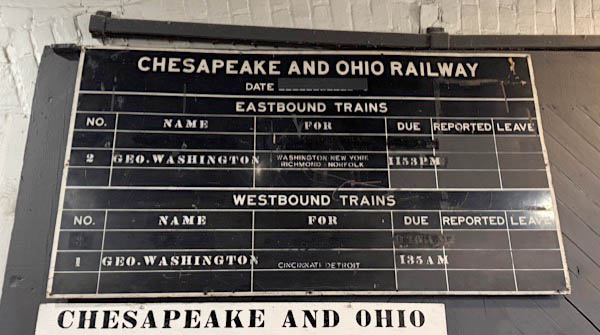 CHESAPEAKE AND OHIO RAILWAY
DATE
EASTBOUND TRAINS
NO. NAME FOR DUE REPORTED LEAVE
2 GEO. WASHINGTON WASHINGTON-NEW YORK RICHMOND-NORFOLK 1153PM
WESTBOUND TRAINS
NO. NAME FOR DUE REPORTED LEAVE
1 GEO. WASHINGTON CINCINNATI-DETROIT 135AM
CHESAPEAKE AND OHIO